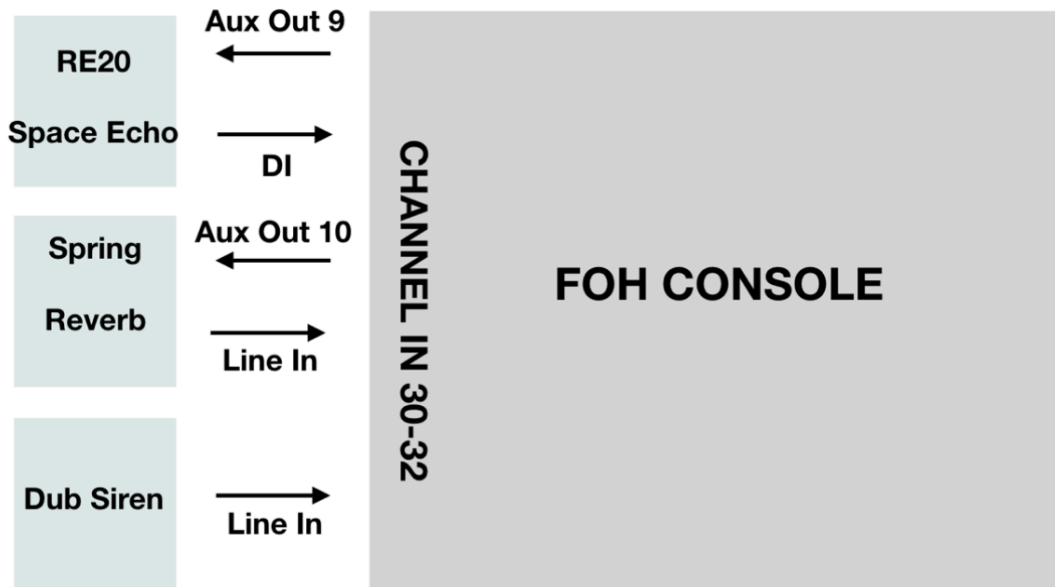 Aux Out 9
RE20
Space Echo
DI
Aux Out 10
Spring
Reverb
Line In
Dub Siren
Line In
CHANNEL IN 30-32
FOH CONSOLE